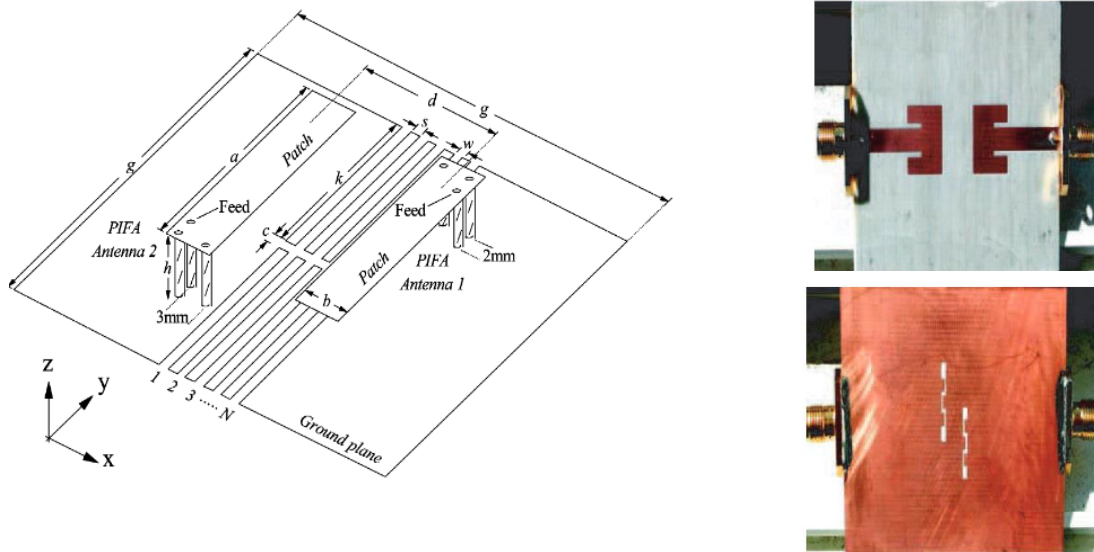 g
d
g
s
w
a
Patch
k
Feed
Feed
PIFA
Antenna 2
c
h
2mm
PIFA
Antenna 1
Patch
b
3mm
z
y
x
1
2
3
..... N
Ground plane